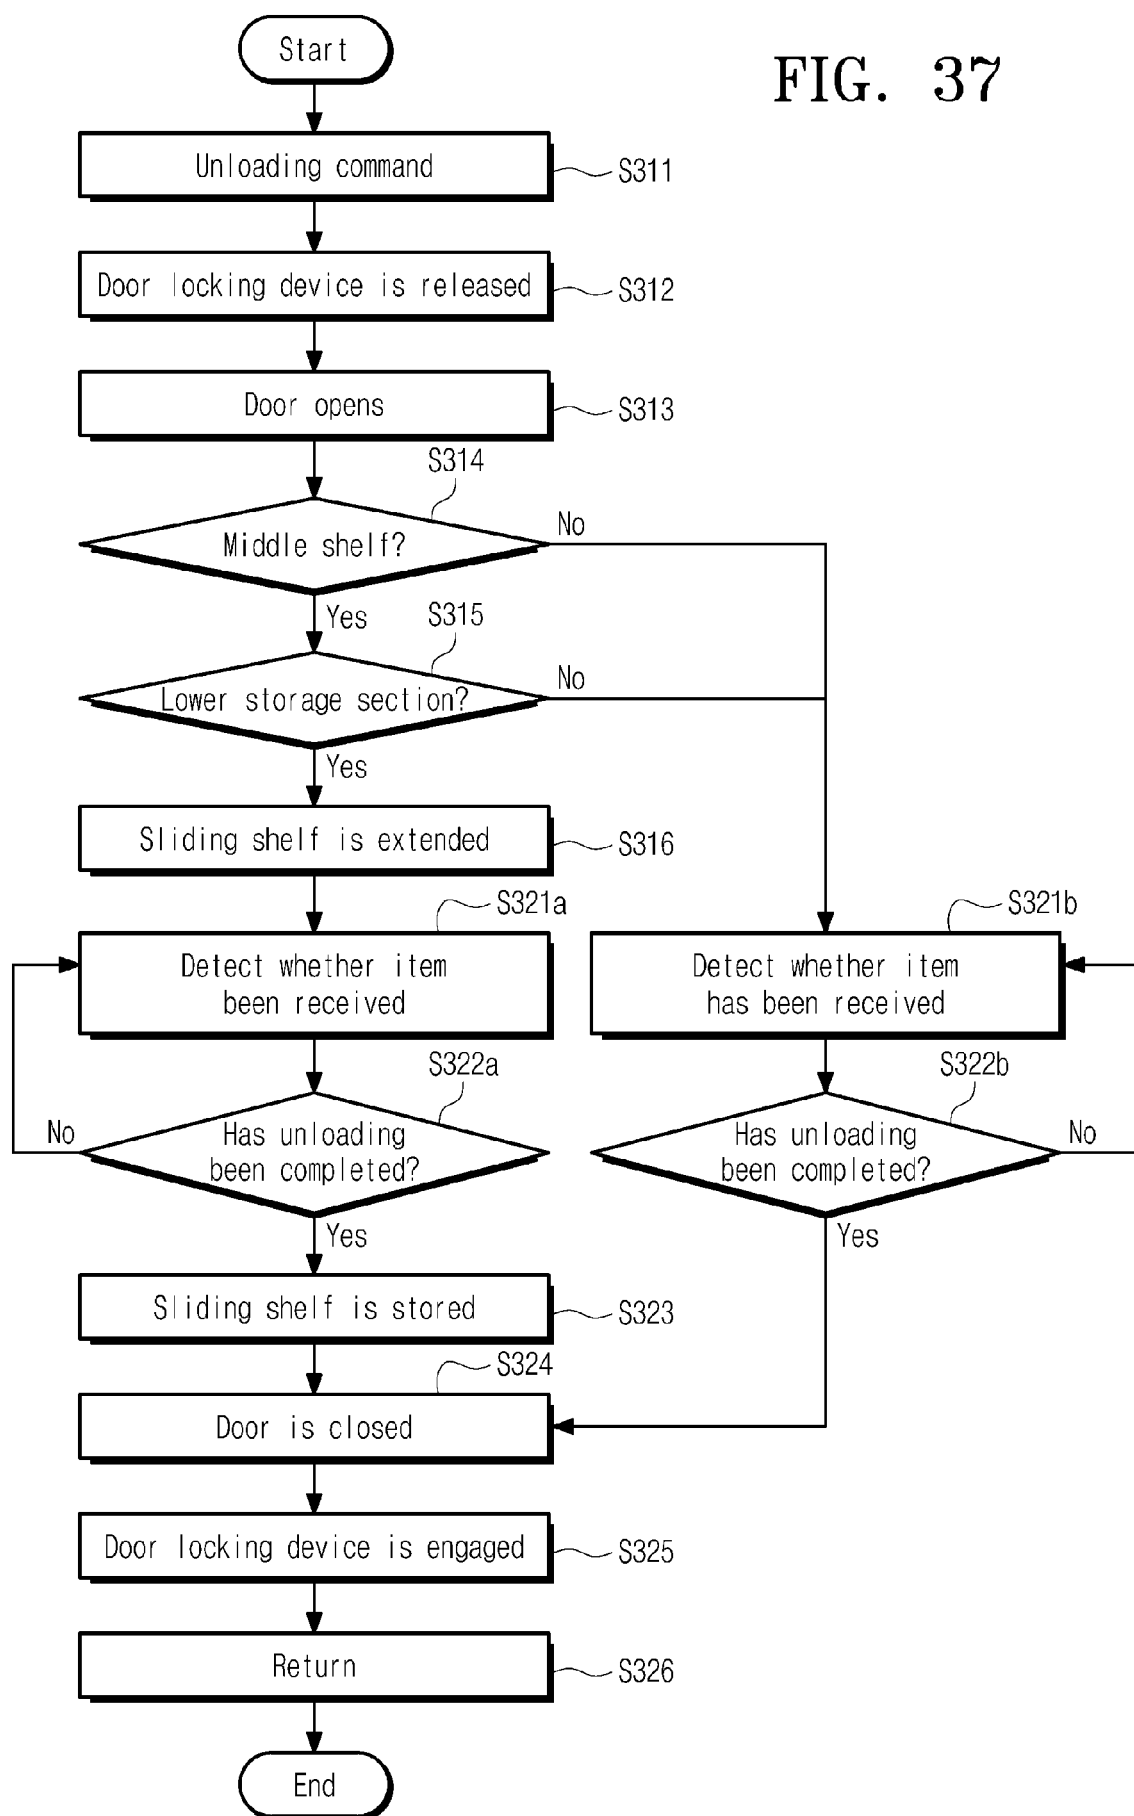 Start
FIG. 37
Unloading command
S311
Door locking device is released
S312
Door opens
S313
S314
Middle shelf?
No
Yes
S315
Lower storage section?
No
Yes
Sliding shelf is extended
S316
S321a
Detect whether item
been received
S321b
Detect whether item
has been received
S322a
Has unloading
been completed?
No
Yes
S322b
Has unloading
been completed?
No
Yes
Sliding shelf is stored
S323
S324
Door is closed
Door locking device is engaged
S325
Return
S326
End